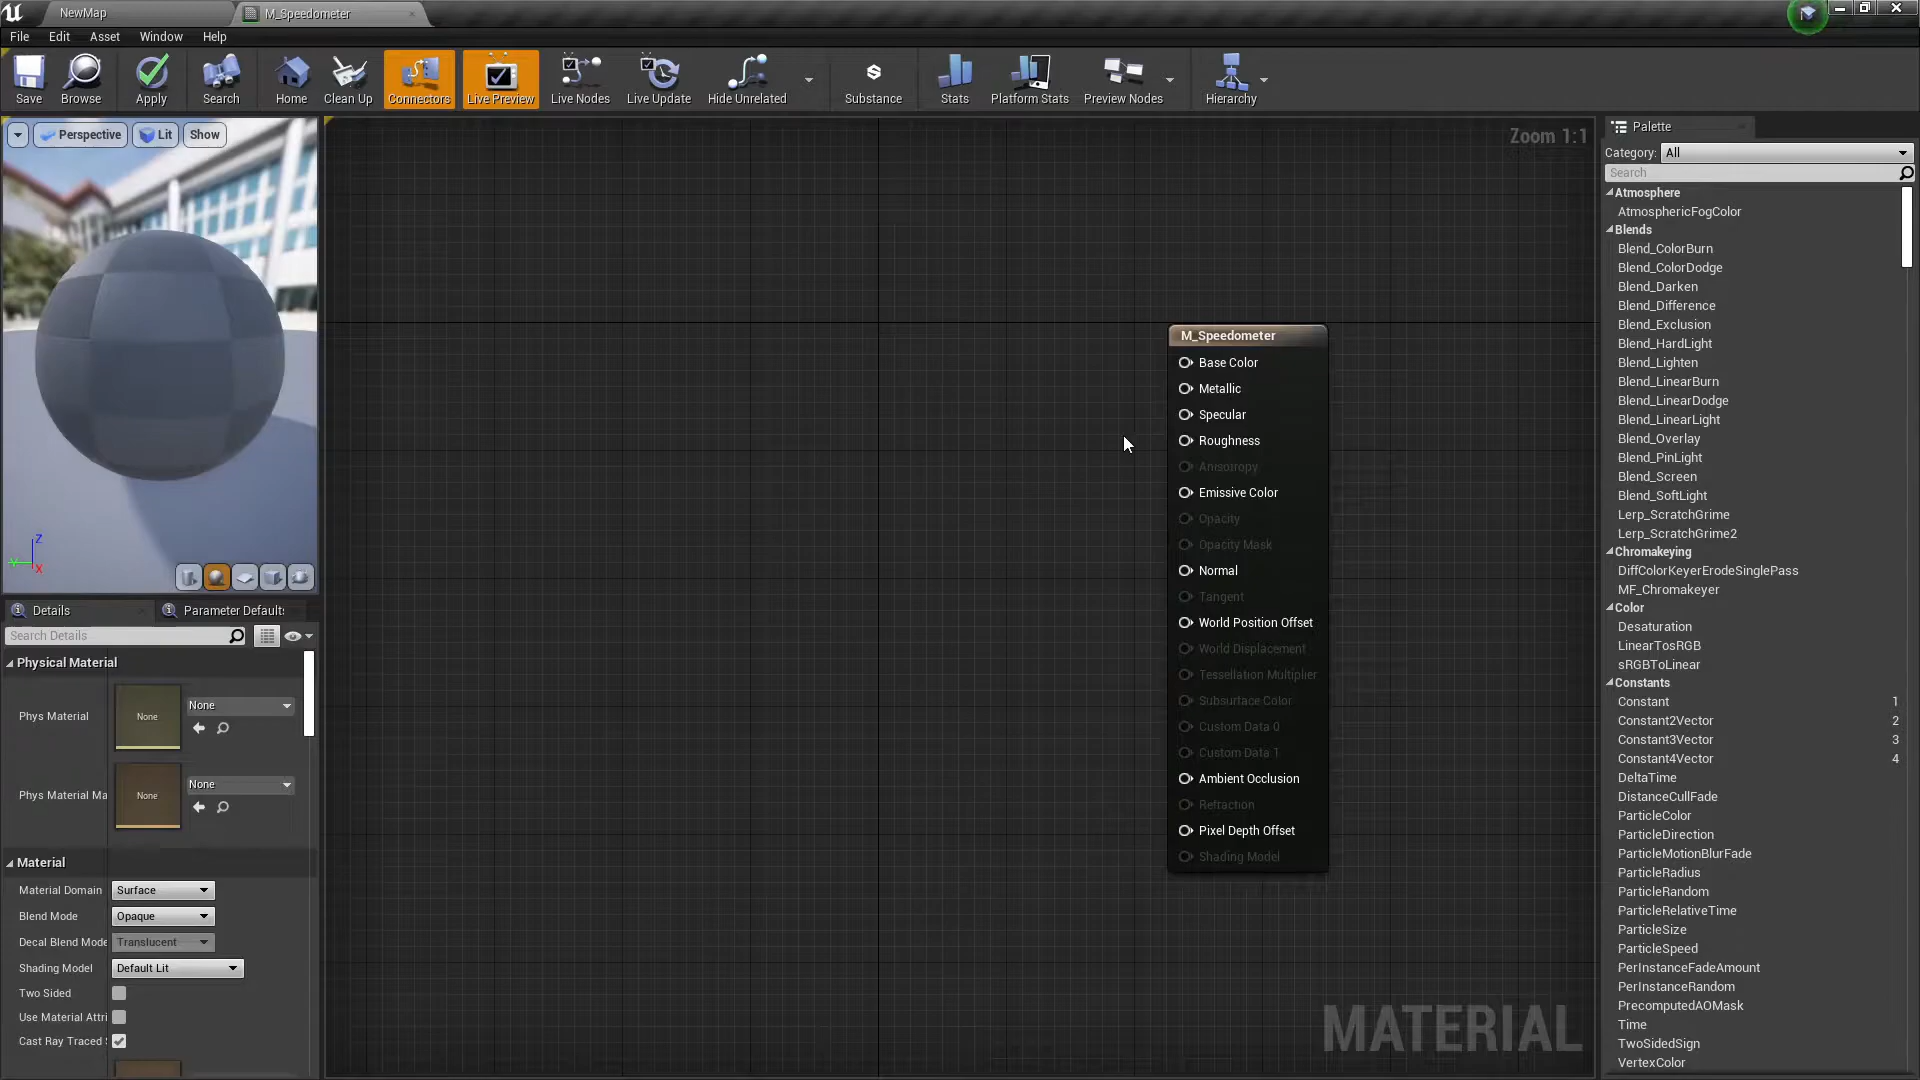 NewMap
M_Speedometer
File Edit Asset Window Help
Save Browse Apply Search Home Clean Up Connectors Live Preview Live Nodes Live Update Hide Unrelated Substance Stats Platform Stats Preview Nodes Hierarchy
Perspective Lit Show
Zoom 1:1
Palette
Category: All
Search
Atmosphere
AtmosphericFogColor
Blends
Blend_ColorBurn
Blend_ColorDodge
Blend_Darken
Blend_Difference
Blend_Exclusion
Blend_HardLight
Blend_Lighten
Blend_LinearBurn
Blend_LinearDodge
Blend_LinearLight
Blend_Overlay
Blend_PinLight
Blend_Screen
Blend_SoftLight
Lerp_ScratchGrime
Lerp_ScratchGrime2
Chromakeying
DiffColorKeyerErodeSinglePass
MF_Chromakeyer
Color
Desaturation
LinearTosRGB
sRGBToLinear
Constants
Constant 1
Constant2Vector 2
Constant3Vector 3
Constant4Vector 4
DeltaTime
DistanceCullFade
ParticleColor
ParticleDirection
ParticleMotionBlurFade
ParticleRadius
ParticleRandom
ParticleRelativeTime
ParticleSize
ParticleSpeed
PerInstanceFadeAmount
PerInstanceRandom
PrecomputedAOMask
Time
TwoSidedSign
VertexColor
M_Speedometer
Base Color
Metallic
Specular
Roughness
Anisotropy
Emissive Color
Opacity
Opacity Mask
Normal
Tangent
World Position Offset
World Displacement
Tessellation Multiplier
Subsurface Color
Custom Data 0
Custom Data 1
Ambient Occlusion
Refraction
Pixel Depth Offset
Shading Model
MATERIAL
Z
Y
X
Details
Parameter Defaults
Search Details
Physical Material
Phys Material None None
Phys Material Ma None None
Material
Material Domain Surface
Blend Mode Opaque
Decal Blend Mode Translucent
Shading Model Default Lit
Two Sided
Use Material Attri
Cast Ray Traced